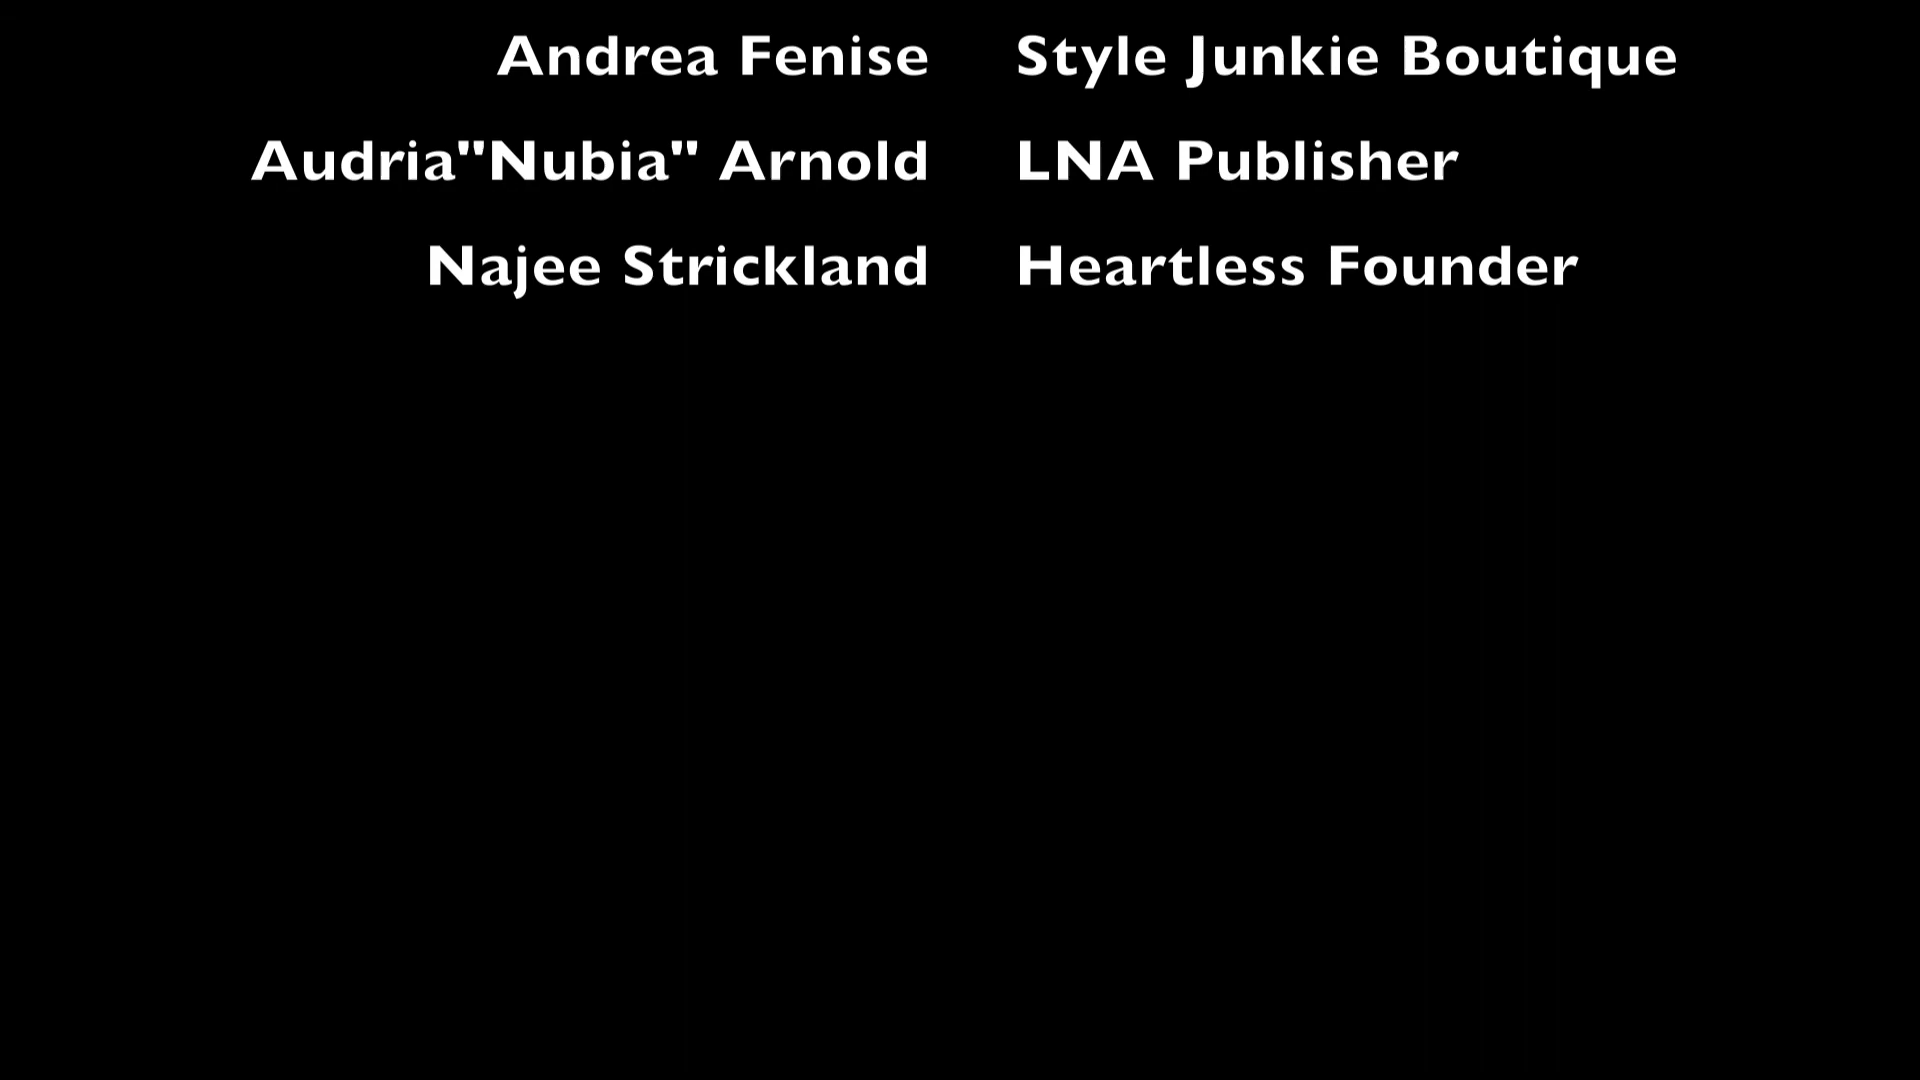 Andrea Fenise Style Junkie Boutique
Audria"Nubia" Arnold LNA Publisher
Najee Strickland Heartless Founder